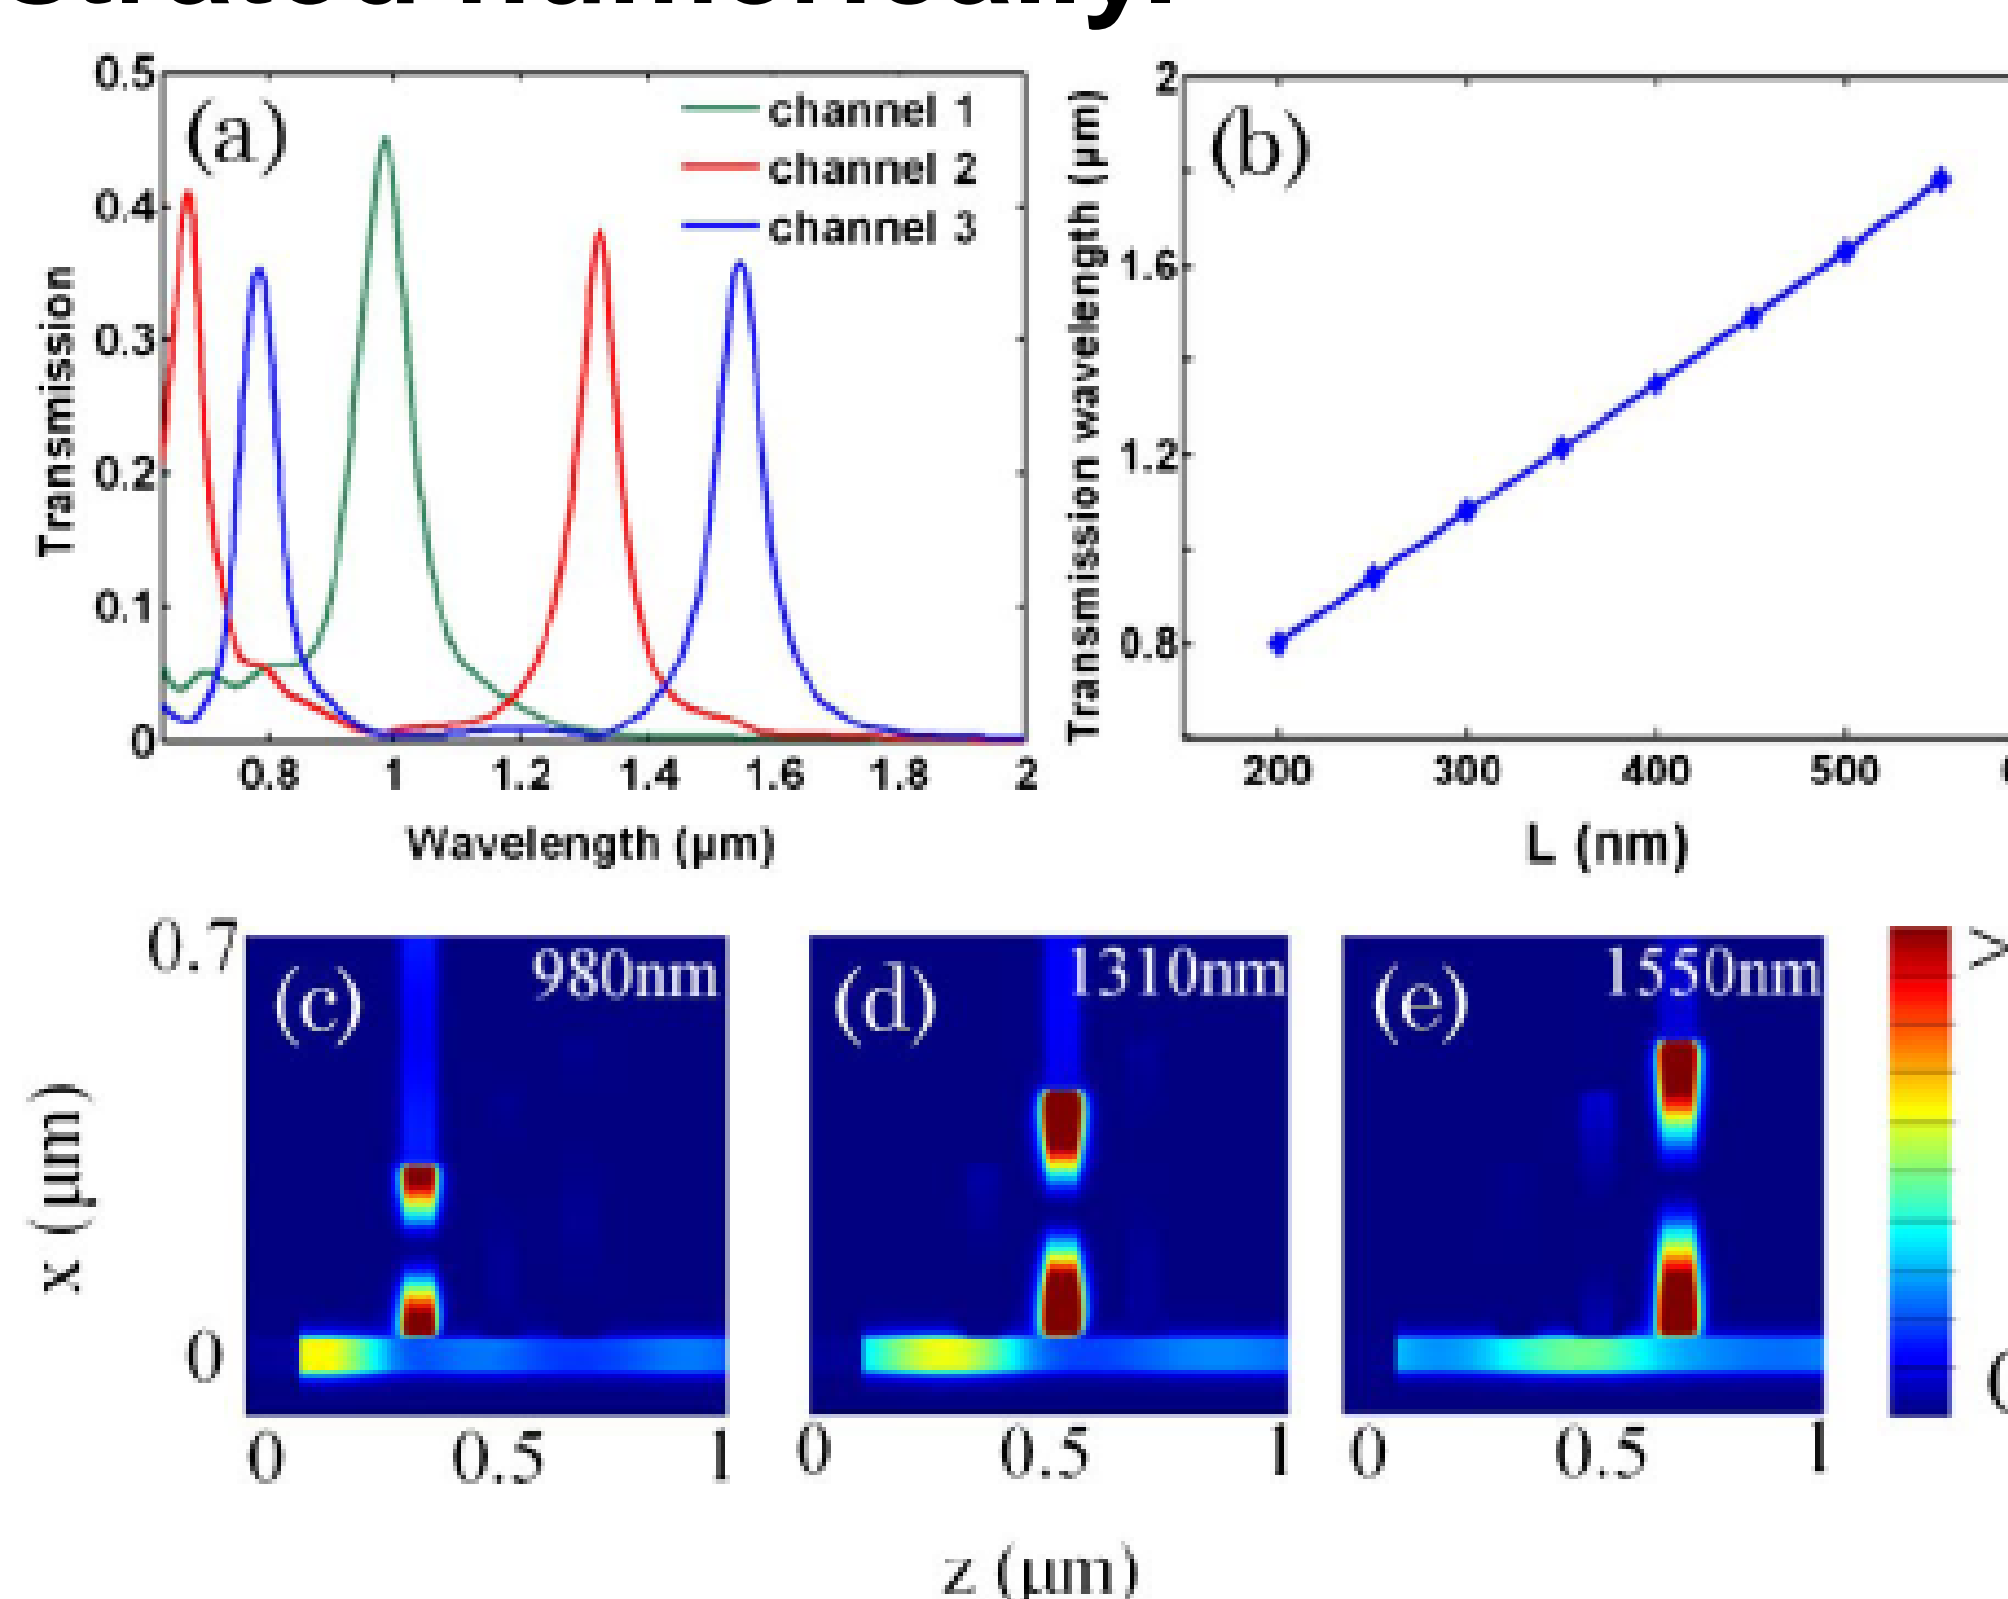 numerically.
0.5
0.4
0.3
0.2
0.1
0
Transmission
(a)
channel 1
channel 2
channel 3
0.8 1 1.2 1.4 1.6 1.8 2
Wavelength (μm)
2
1.6
1.2
0.8
Transmission wavelength (μm)
(b)
200 300 400 500
L (nm)
0.7
0
x (μm)
(c) 980nm
(d) 1310nm
(e) 1550nm
>
0 0.5 1
0 0.5 1
0 0.5 1
z (μm)